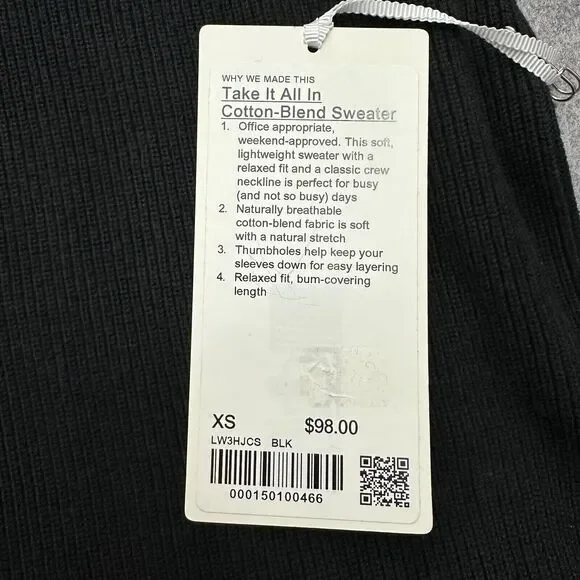 WHY WE MADE THIS
Take It All In
Cotton-Blend Sweater
1. Office appropriate,
weekend-approved. This soft,
lightweight sweater with a
relaxed fit and a classic crew
neckline is perfect for busy
(and not so busy) days
2. Naturally breathable
cotton-blend fabric is soft
with a natural stretch
3. Thumbholes help keep your
sleeves down for easy layering
4. Relaxed fit, bum-covering
length
XS $98.00
LW3HJCS BLK
000150100466